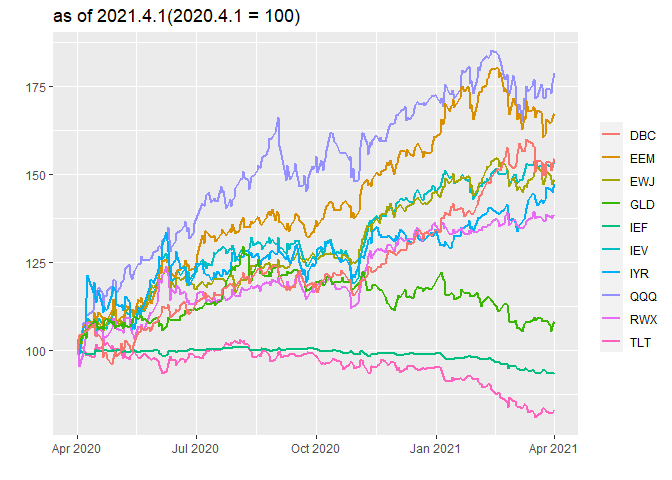 as of 2021.4.1(2020.4.1 = 100)
175
150
125
100
Apr 2020 Jul 2020 Oct 2020 Jan 2021 Apr 2021
DBC
EEM
EWJ
GLD
IEF
IEV
IYR
QQQ
RWX
TLT